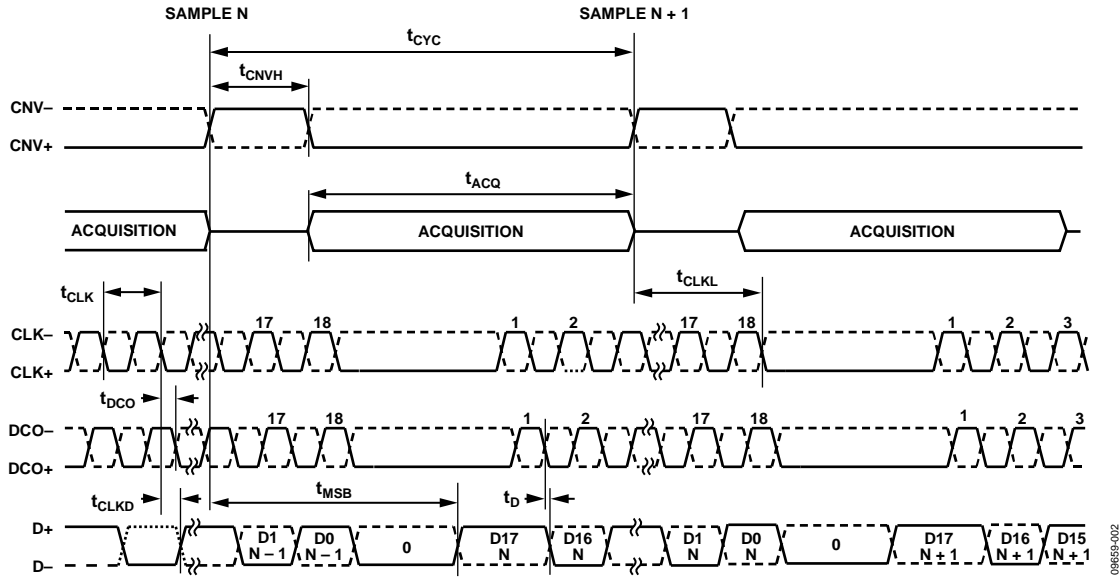 SAMPLE N SAMPLE N + 1
tCYC
tCNVH
CNV–
CNV+
tACQ
ACQUISITION ACQUISITION ACQUISITION
tCLK tCLKL
CLK– 17 18 1 2 17 18 1 2 3
CLK+
tDCO
DCO– 17 18 1 2 17 18 1 2 3
DCO+
tCLKD tMSB tD
D+ D1 D0 0 D17 D16 D1 D0 0 D17 D16 D15
D– N – 1 N – 1 N N N N N + 1 N + 1 N + 1
09659-002